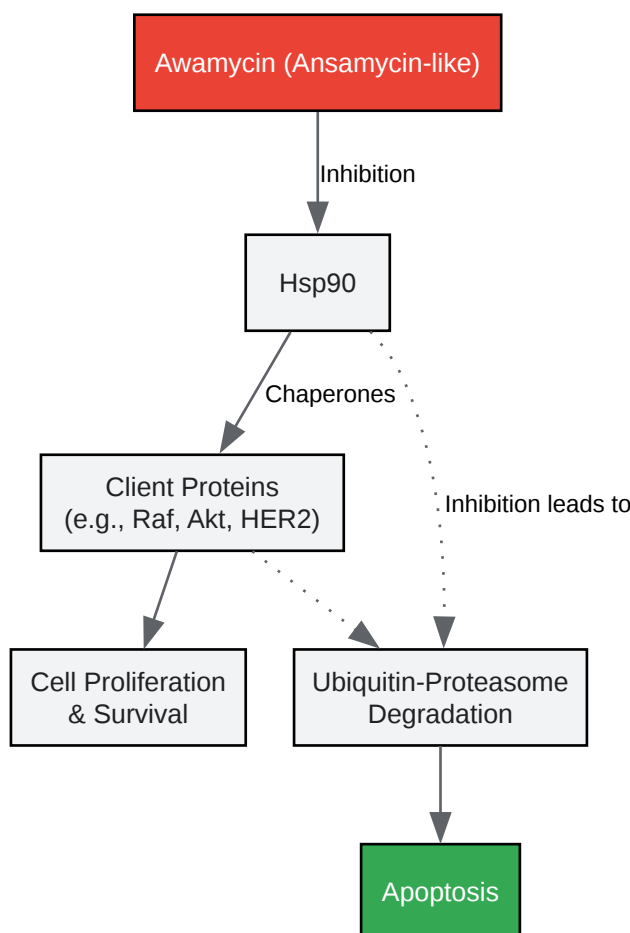 Awamycin (Ansamycin-like)
Inhibition
Hsp90
Chaperones
Client Proteins
(e.g., Raf, Akt, HER2)
Inhibition leads to
Cell Proliferation
& Survival
Ubiquitin-Proteasome
Degradation
Apoptosis